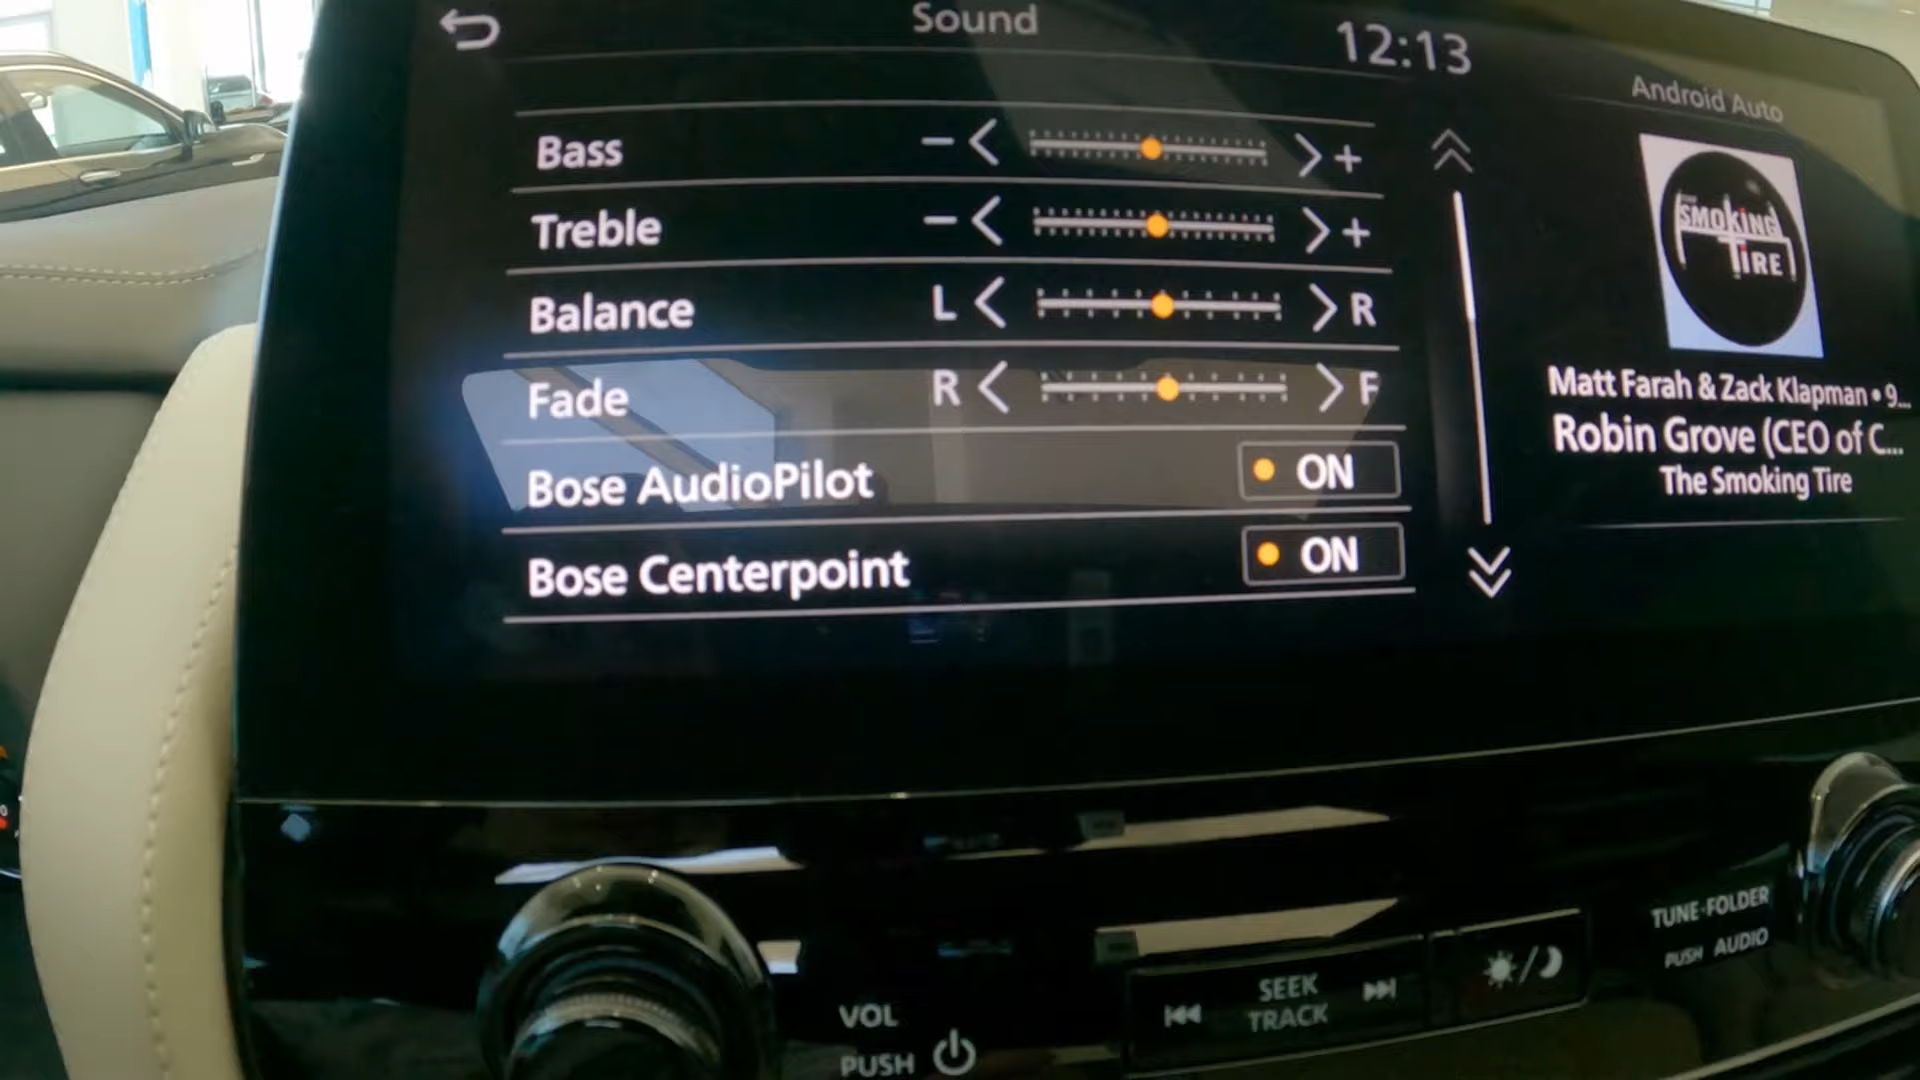 Sound
12:13
Android Auto
Bass - +
Treble - +
Balance L R
Fade R F
Bose AudioPilot ON
Bose Centerpoint ON
SMOKING
TIRE
Matt Farah & Zack Klapman • 9...
Robin Grove (CEO of C...
The Smoking Tire
VOL
PUSH
SEEK
TRACK
TUNE·FOLDER
PUSH AUDIO